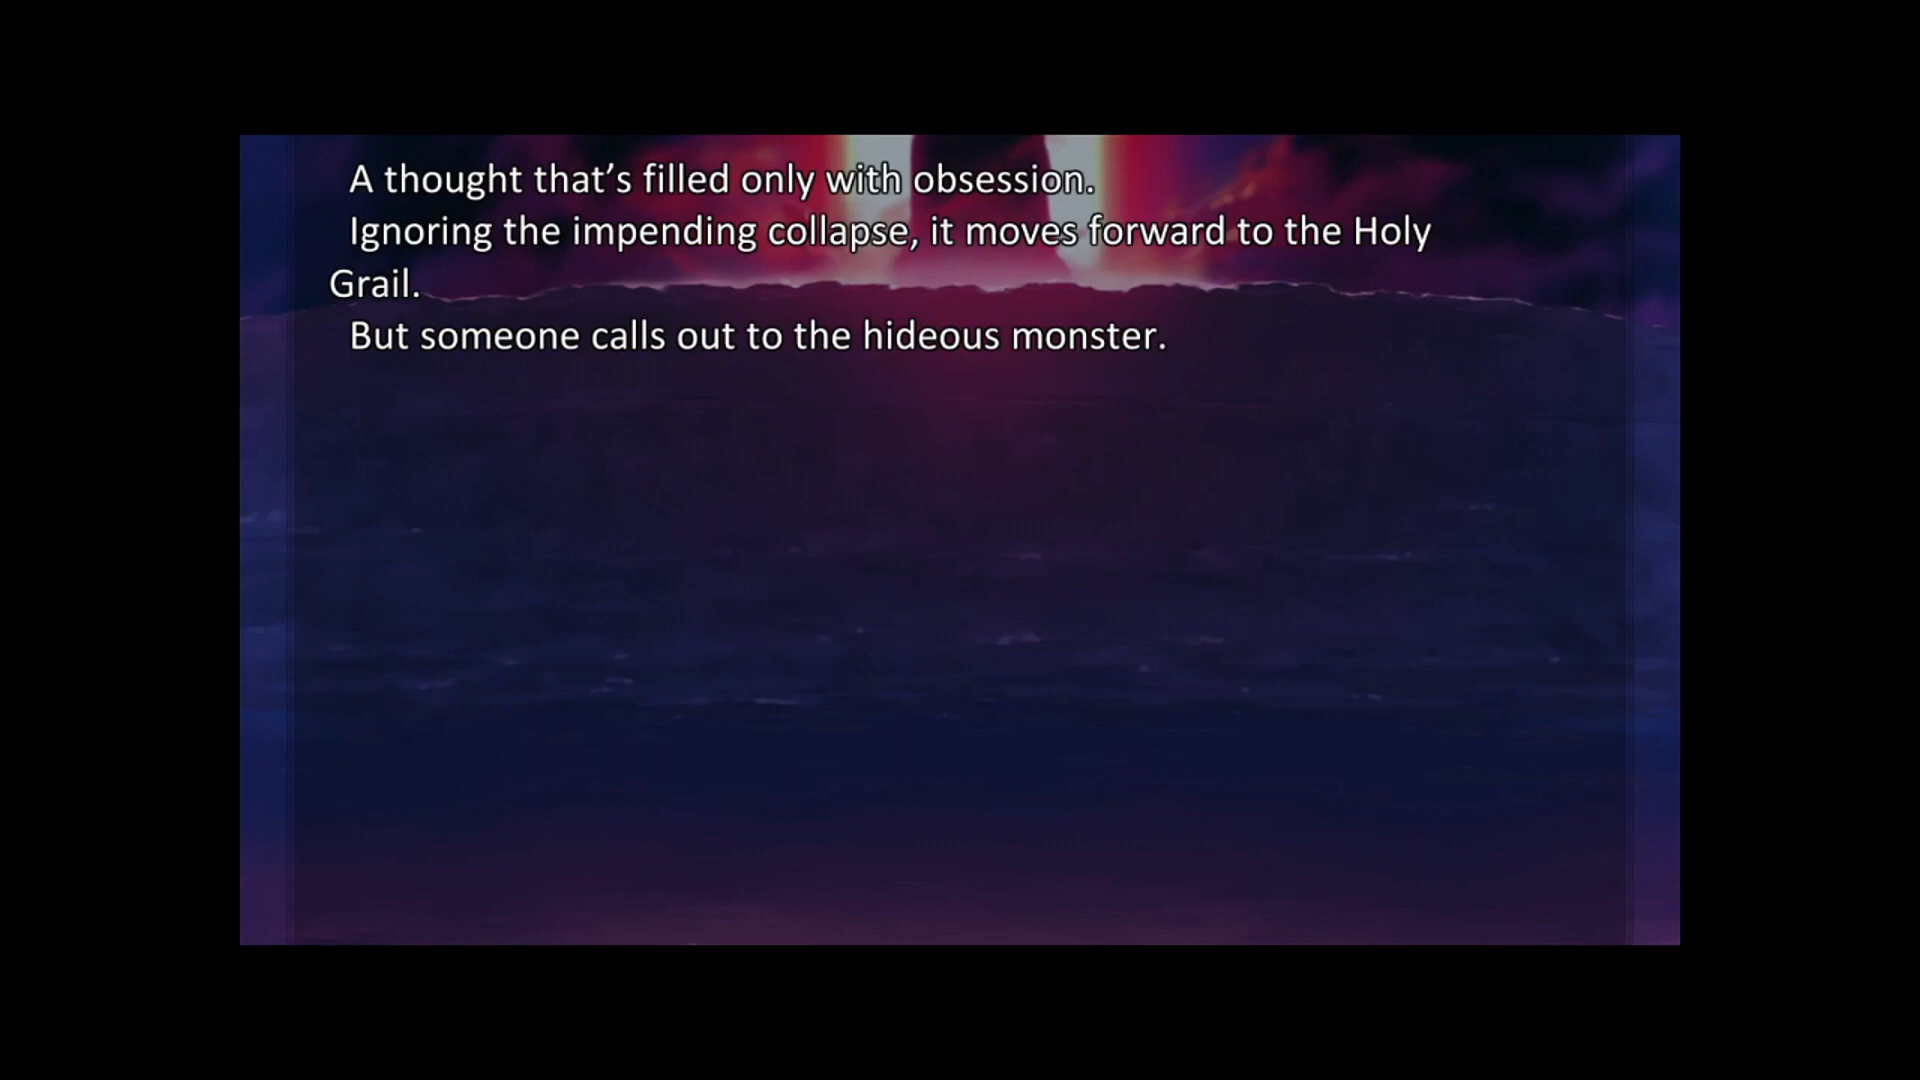 A thought that’s filled only with obsession.
Ignoring the impending collapse, it moves forward to the Holy
Grail.
But someone calls out to the hideous monster.